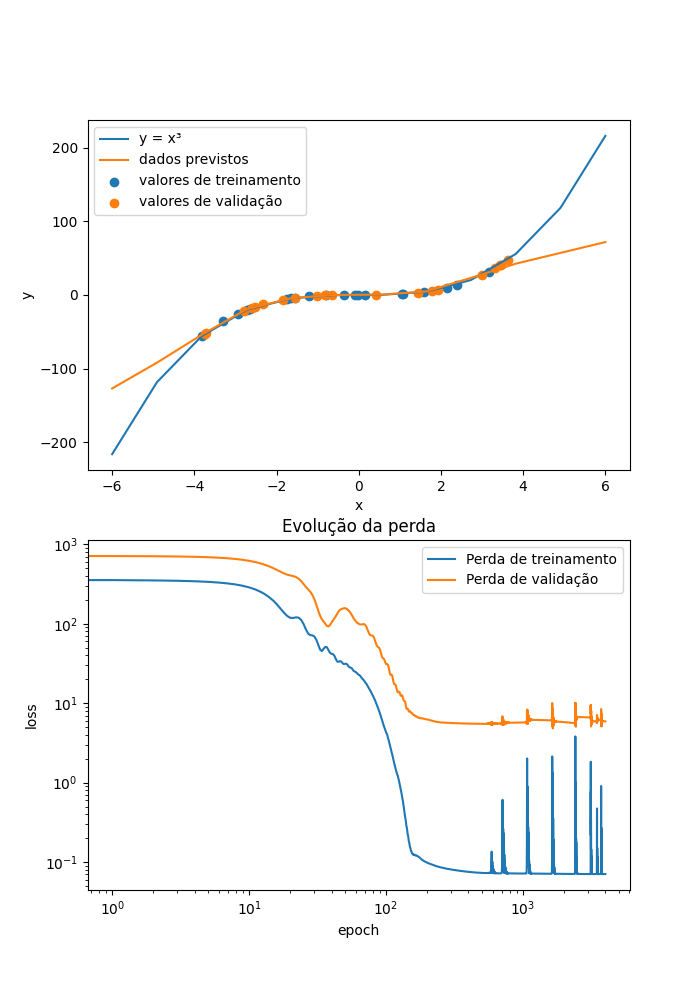 y = x³
dados previstos
valores de treinamento
valores de validação
200
100
0
−100
−200
y
−6 −4 −2 0 2 4 6
x
Evolução da perda
Perda de treinamento
Perda de validação
10³
10²
10¹
10⁰
10⁻¹
loss
10⁰ 10¹ 10² 10³
epoch